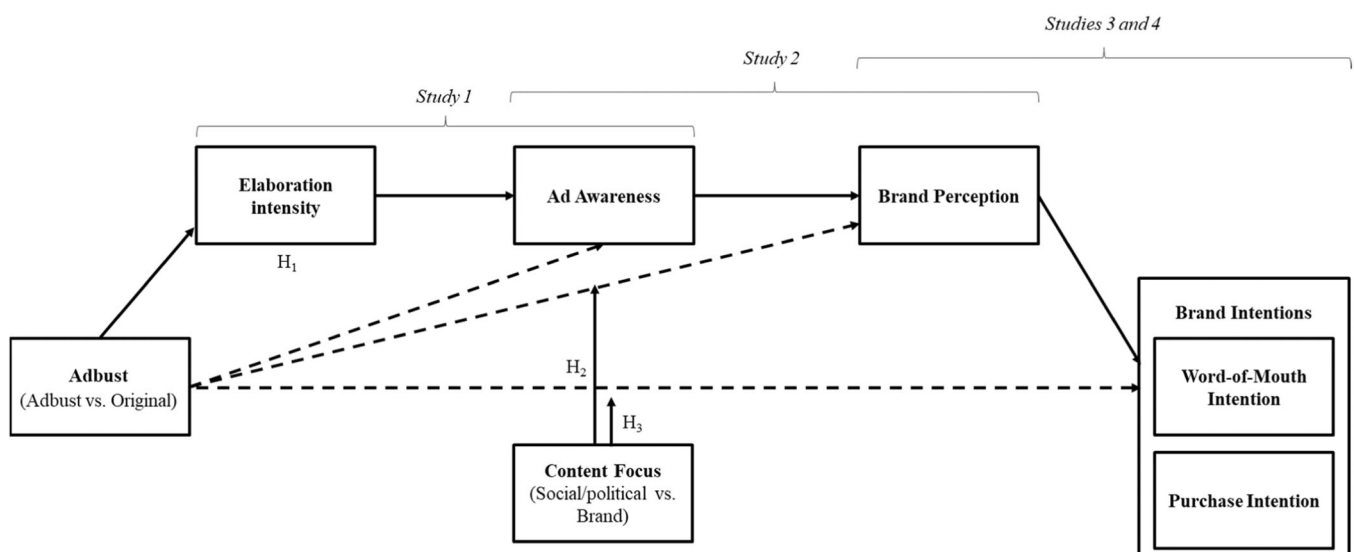 Studies 3 and 4
Study 2
Study 1
Elaboration
intensity
Ad Awareness
Brand Perception
H₁
Brand Intentions
Adbust
(Adbust vs. Original)
H₂
Word-of-Mouth
Intention
H₃
Content Focus
(Social/political vs.
Brand)
Purchase Intention